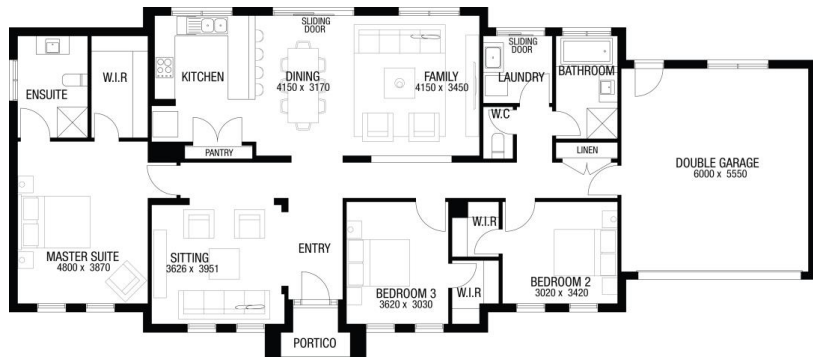 ENSUITE
W.I.R
KITCHEN
SLIDING
DOOR
DINING
4150 x 3170
FAMILY
4150 x 3450
SLIDING
DOOR
LAUNDRY
BATHROOM
W.C
PANTRY
LINEN
DOUBLE GARAGE
6000 x 5550
MASTER SUITE
4800 x 3870
SITTING
3626 x 3951
ENTRY
BEDROOM 3
3620 x 3030
W.I.R
W.I.R
BEDROOM 2
3020 x 3420
PORTICO